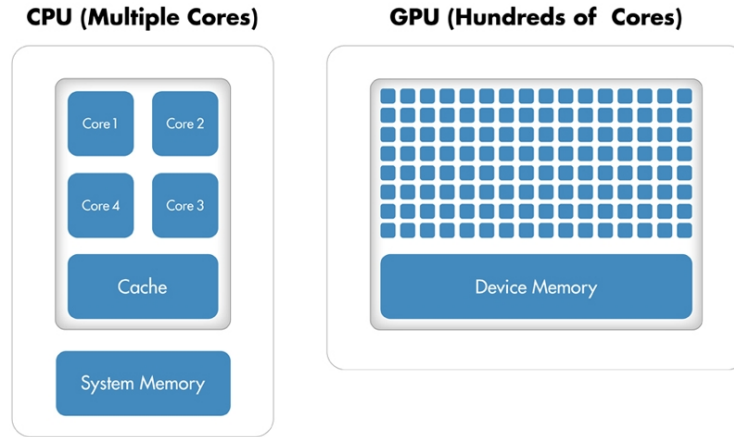 CPU (Multiple Cores)
GPU (Hundreds of Cores)
Core 1
Core 2
Core 4
Core 3
Cache
System Memory
Device Memory